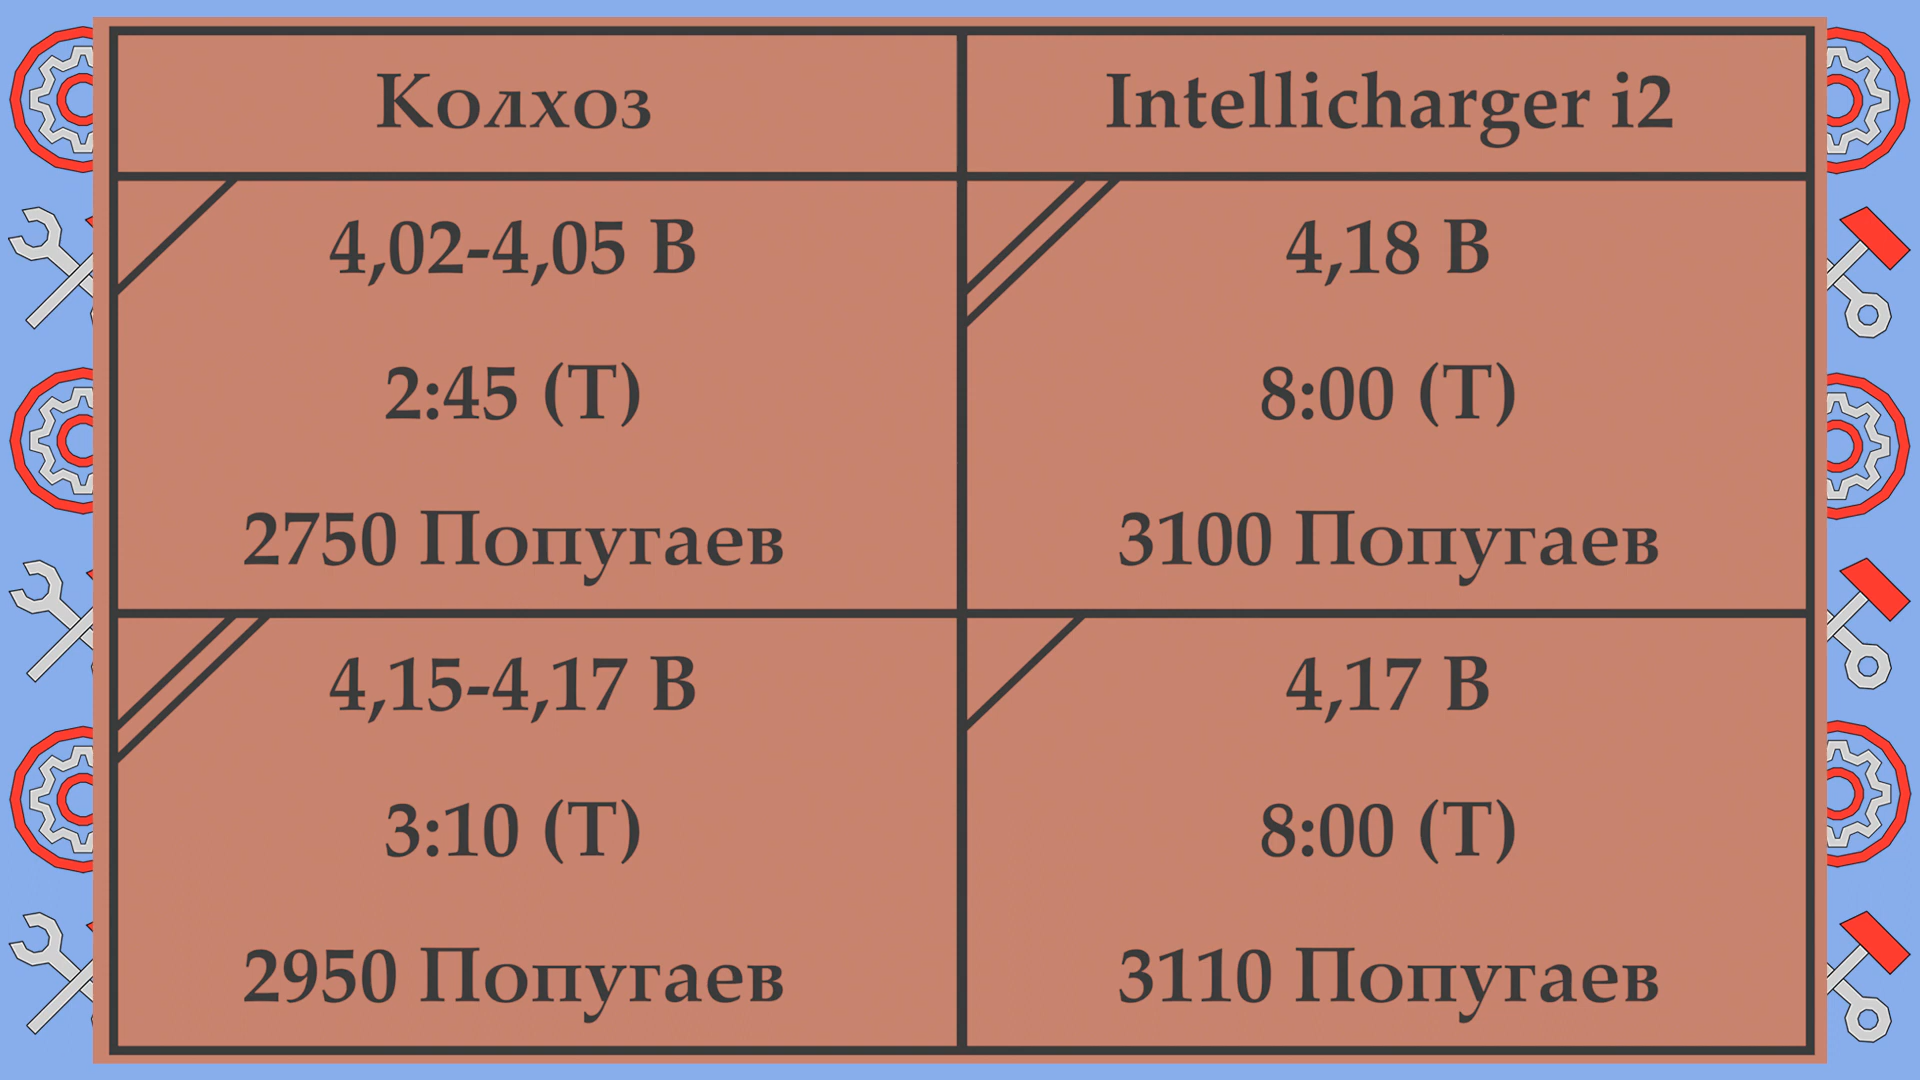 Колхоз
Intellicharger i2
4,02-4,05 В
2:45 (Т)
2750 Попугаев
4,18 В
8:00 (Т)
3100 Попугаев
4,15-4,17 В
3:10 (Т)
2950 Попугаев
4,17 В
8:00 (Т)
3110 Попугаев